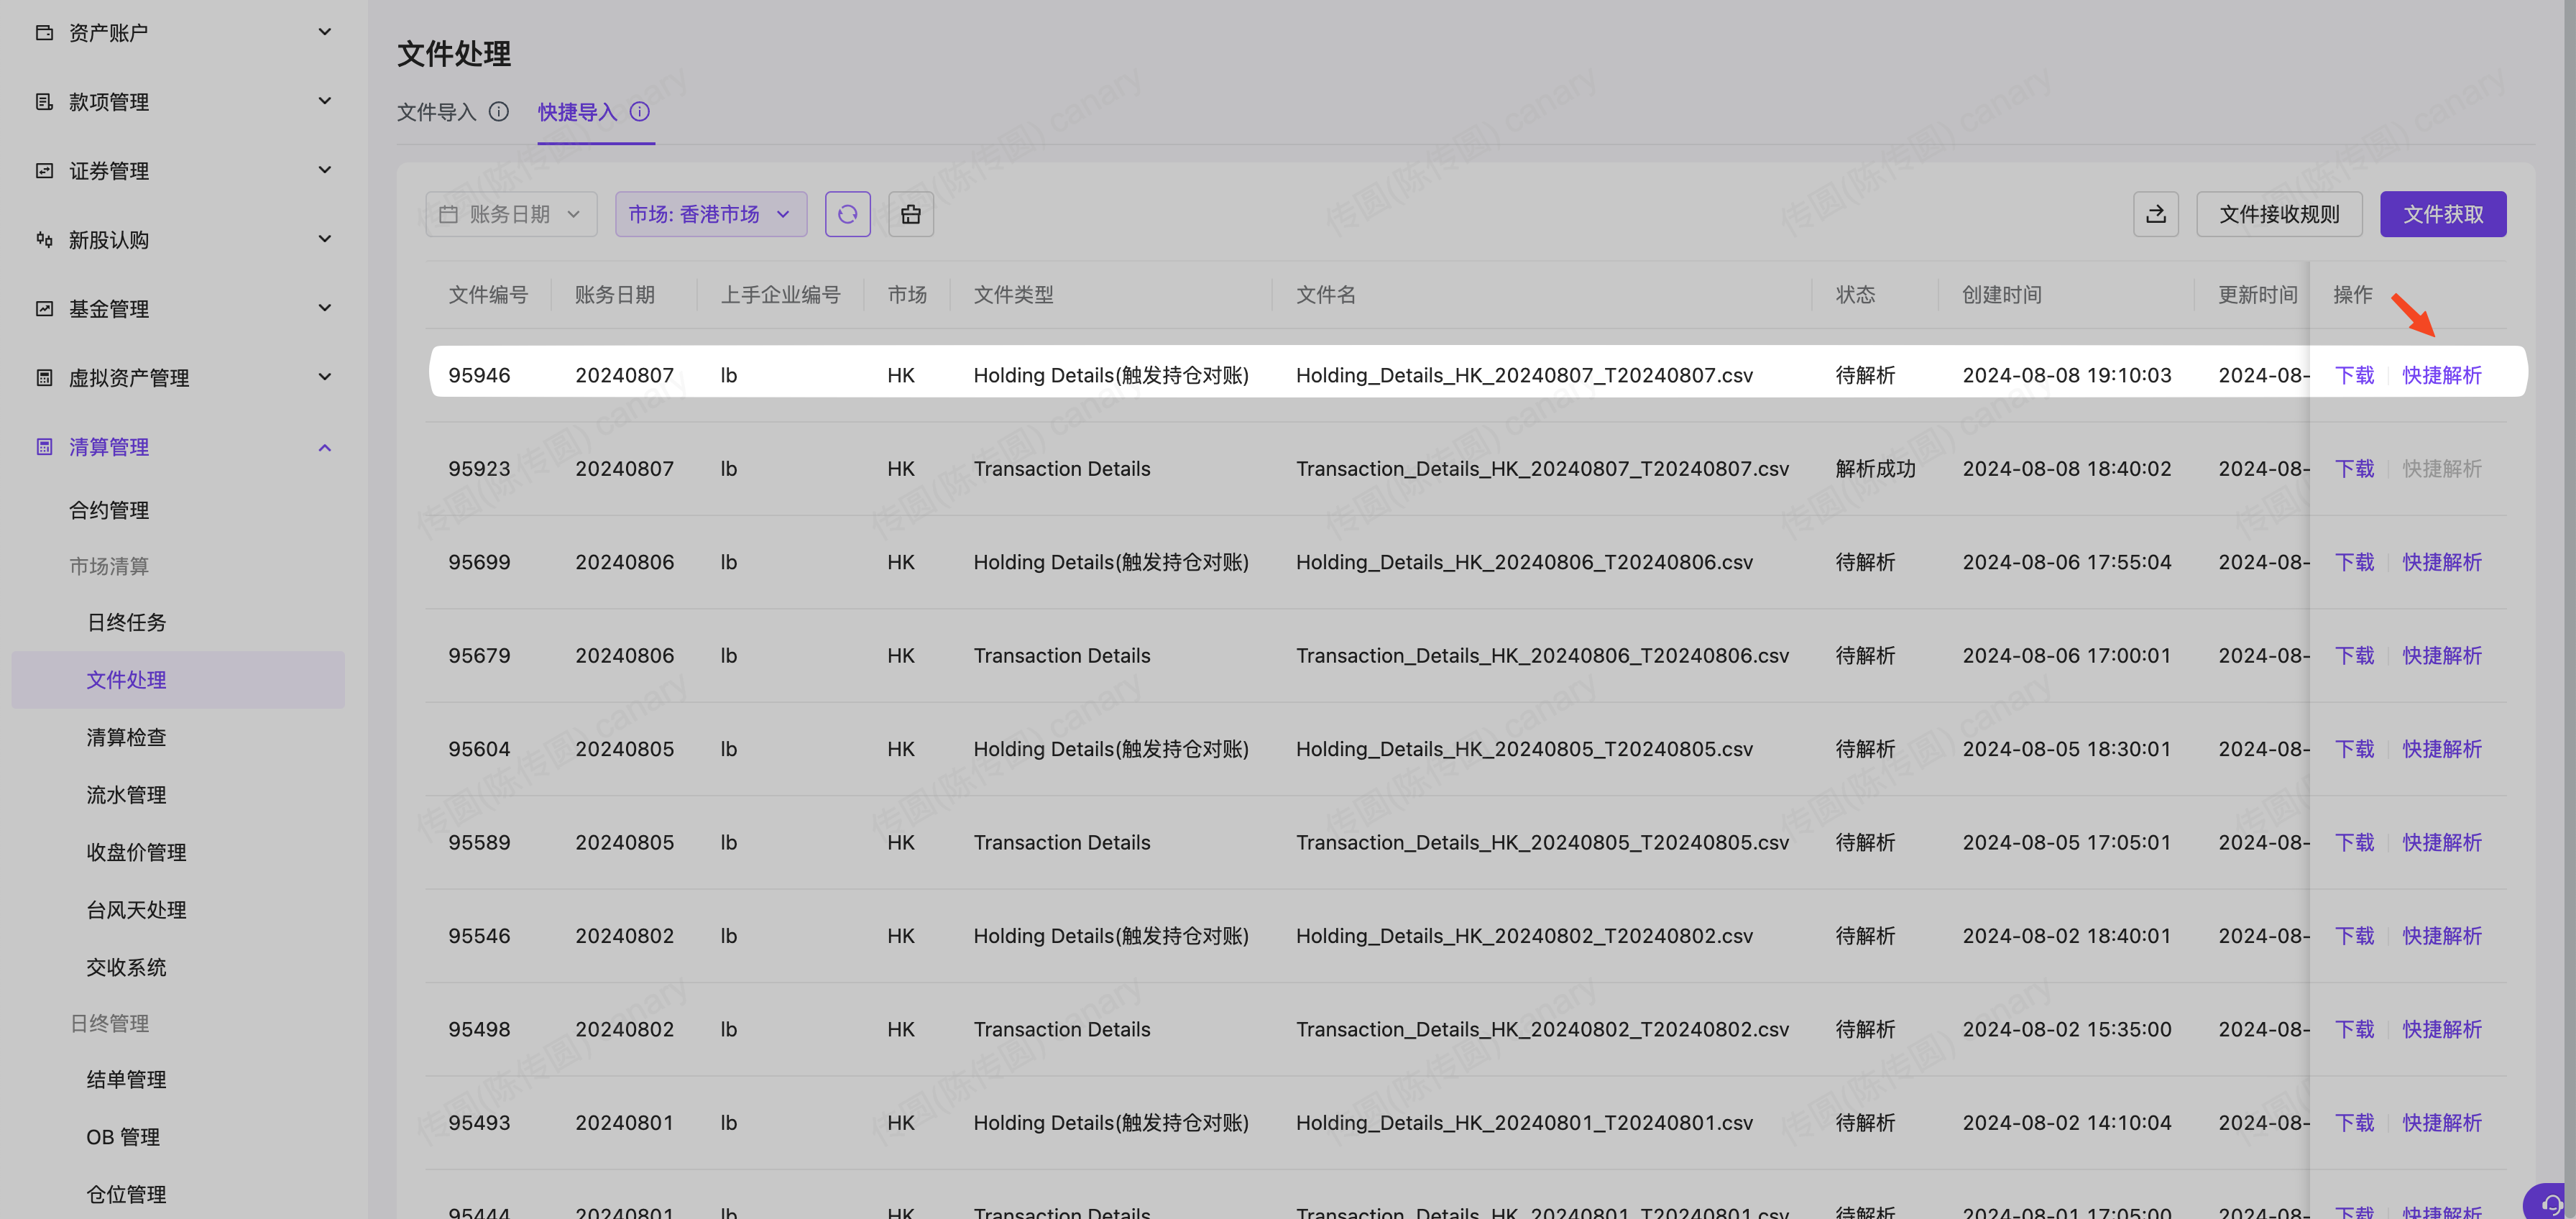 资产账户
款项管理
证券管理
新股认购
基金管理
虚拟资产管理
清算管理
合约管理
市场清算
日终任务
文件处理
清算检查
流水管理
收盘价管理
台风天处理
交收系统
日终管理
结单管理
OB 管理
仓位管理
文件处理
文件导入 快捷导入
账务日期 市场: 香港市场 文件接收规则 文件获取
文件编号 账务日期 上手企业编号 市场 文件类型 文件名 状态 创建时间 更新时间 操作
95946 20240807 lb HK Holding Details(触发持仓对账) Holding_Details_HK_20240807_T20240807.csv 待解析 2024-08-08 19:10:03 2024-08- 下载 快捷解析
95923 20240807 lb HK Transaction Details Transaction_Details_HK_20240807_T20240807.csv 解析成功 2024-08-08 18:40:02 2024-08- 下载 快捷解析
95699 20240806 lb HK Holding Details(触发持仓对账) Holding_Details_HK_20240806_T20240806.csv 待解析 2024-08-06 17:55:04 2024-08- 下载 快捷解析
95679 20240806 lb HK Transaction Details Transaction_Details_HK_20240806_T20240806.csv 待解析 2024-08-06 17:00:01 2024-08- 下载 快捷解析
95604 20240805 lb HK Holding Details(触发持仓对账) Holding_Details_HK_20240805_T20240805.csv 待解析 2024-08-05 18:30:01 2024-08- 下载 快捷解析
95589 20240805 lb HK Transaction Details Transaction_Details_HK_20240805_T20240805.csv 待解析 2024-08-05 17:05:01 2024-08- 下载 快捷解析
95546 20240802 lb HK Holding Details(触发持仓对账) Holding_Details_HK_20240802_T20240802.csv 待解析 2024-08-02 18:40:01 2024-08- 下载 快捷解析
95498 20240802 lb HK Transaction Details Transaction_Details_HK_20240802_T20240802.csv 待解析 2024-08-02 15:35:00 2024-08- 下载 快捷解析
95493 20240801 lb HK Holding Details(触发持仓对账) Holding_Details_HK_20240801_T20240801.csv 待解析 2024-08-02 14:10:04 2024-08- 下载 快捷解析
95444 20240801 lb HK Transaction Details Transaction_Details_HK_20240801_T20240801.csv 待解析 2024-08-01 17:05:00 2024-08- 下载 快捷解析
传圆(陈传圆) canary